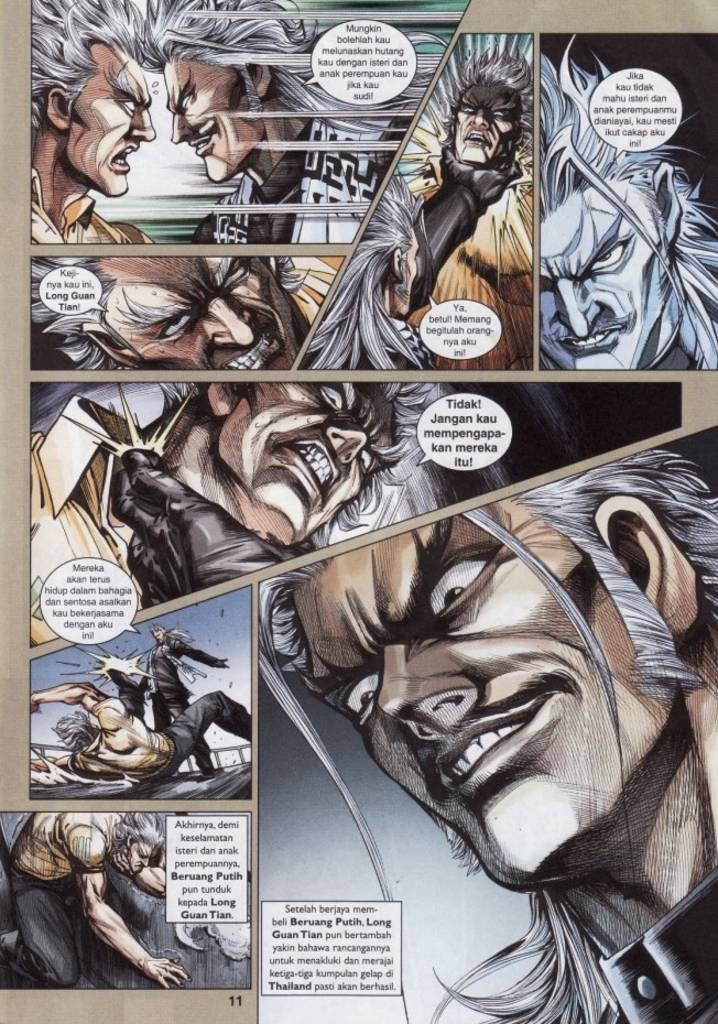 Mungkin
bolehlah kau
melunaskan hutang
kau dengan isteri dan
anak perempuan kau
jika kau
sudi!
Jika
kau tidak
mahu isteri dan
anak perempuanmu
dianiayai, kau mesti
ikut cakap aku
ini!
Ya,
betul! Memang
begitulah orang-
nya aku
ini!
Keji-
nya kau ini,
Long Guan
Tian!
Tidak!
Jangan kau
mempengapa-
kan mereka
itu!
Mereka
akan terus
hidup dalam bahagia
dan sentosa asalkan
kau bekerjasama
dengan aku
ini!
Akhirnya, demi
keselamatan
isteri dan anak
perempuannya,
Beruang Putih
pun tunduk
kepada Long
Guan Tian.
Setelah berjaya mem-
beli Beruang Putih, Long
Guan Tian pun bertambah
yakin bahawa rancangannya
untuk menakluki dan merajai
ketiga-tiga kumpulan gelap di
Thailand pasti akan berhasil.
11